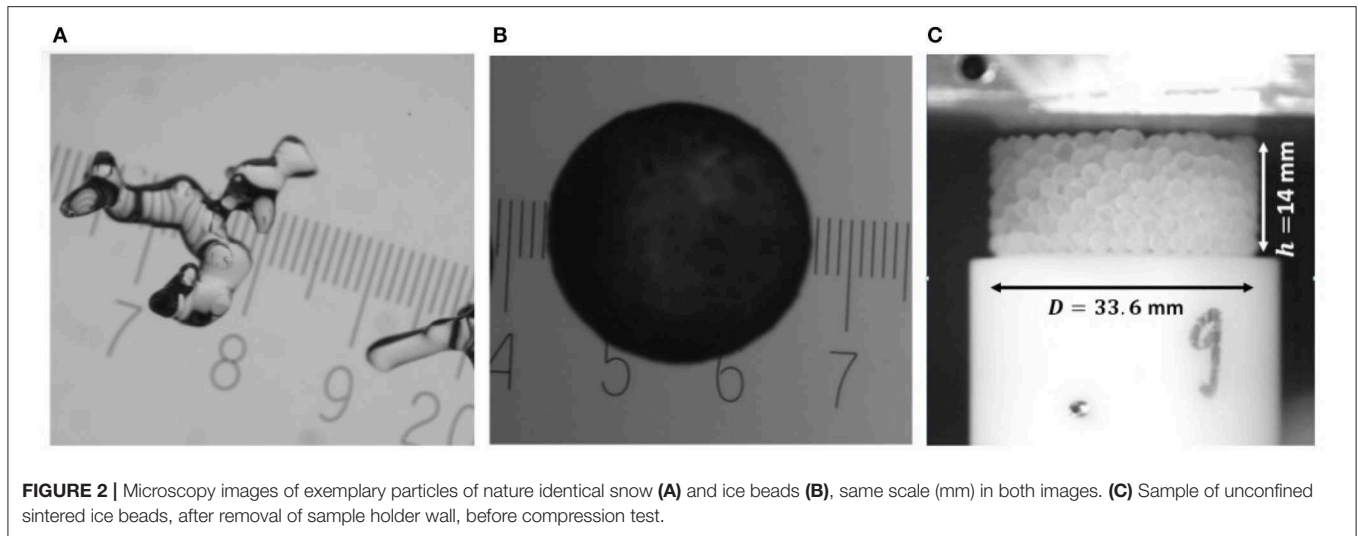 A
B
C
7
8
9
20
4
5
6
7
h = 14 mm
D = 33.6 mm
9
FIGURE 2 | Microscopy images of exemplary particles of nature identical snow (A) and ice beads (B), same scale (mm) in both images. (C) Sample of unconfined
sintered ice beads, after removal of sample holder wall, before compression test.